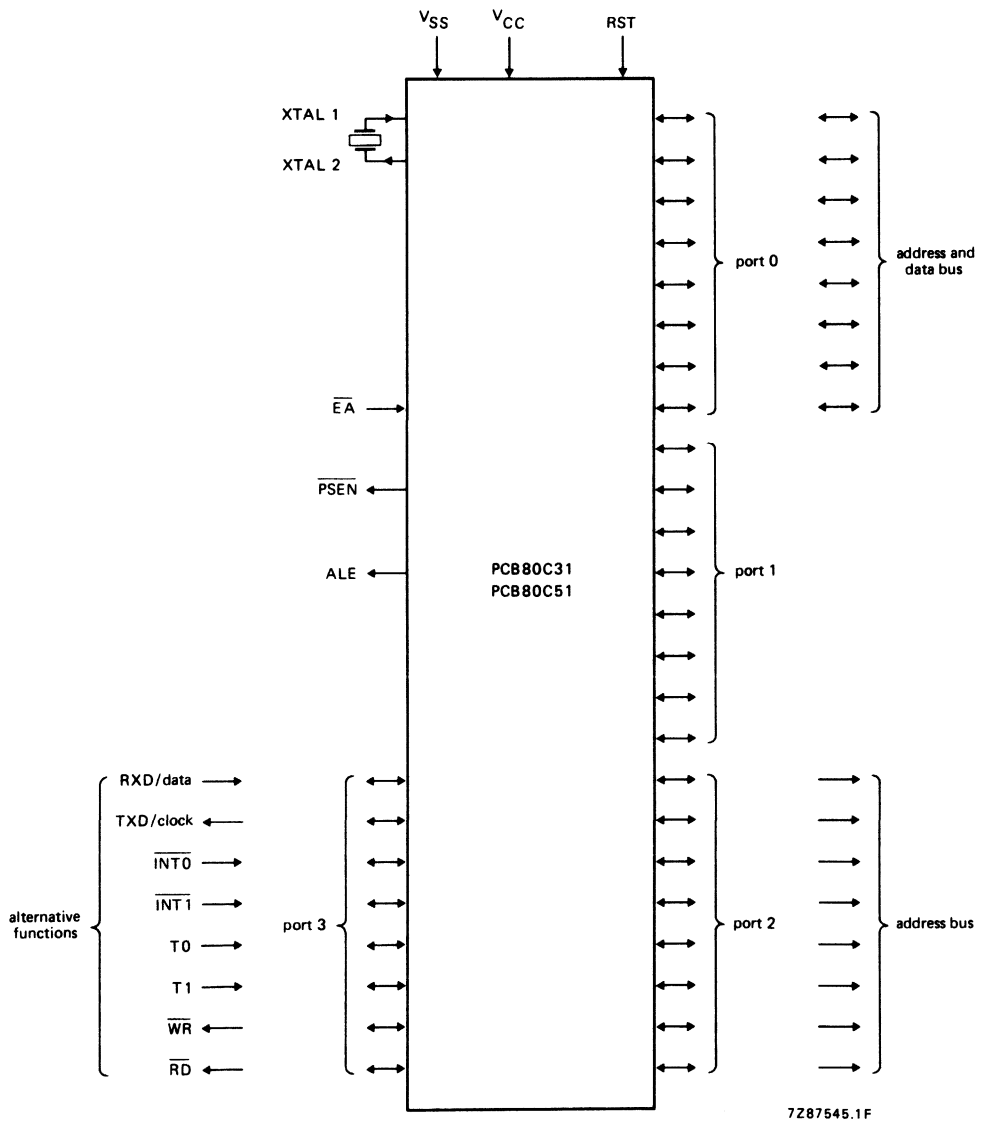 VSS
VCC
RST
XTAL 1
XTAL 2
port 0
address and
data bus
EA
PSEN
ALE
PCB80C31
PCB80C51
port 1
RXD/data
TXD/clock
INT0
INT1
T0
T1
WR
RD
alternative
functions
port 3
port 2
address bus
7Z87545.1F